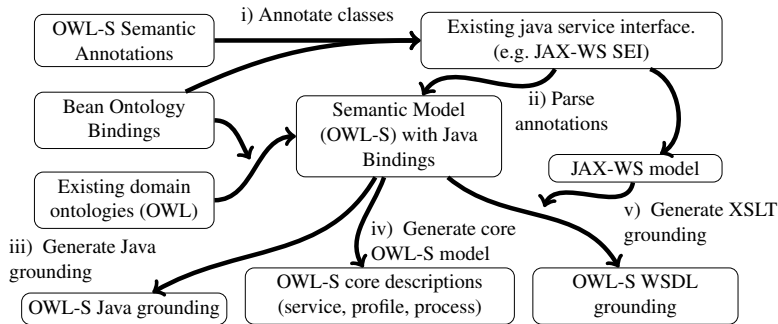 i) Annotate classes
OWL-S Semantic
Annotations
Existing java service interface.
(e.g. JAX-WS SEI)
Bean Ontology
Bindings
Semantic Model
(OWL-S) with Java
Bindings
ii) Parse
annotations
Existing domain
ontologies (OWL)
JAX-WS model
iii) Generate Java
grounding
iv) Generate core
OWL-S model
v) Generate XSLT
grounding
OWL-S Java grounding
OWL-S core descriptions
(service, profile, process)
OWL-S WSDL
grounding